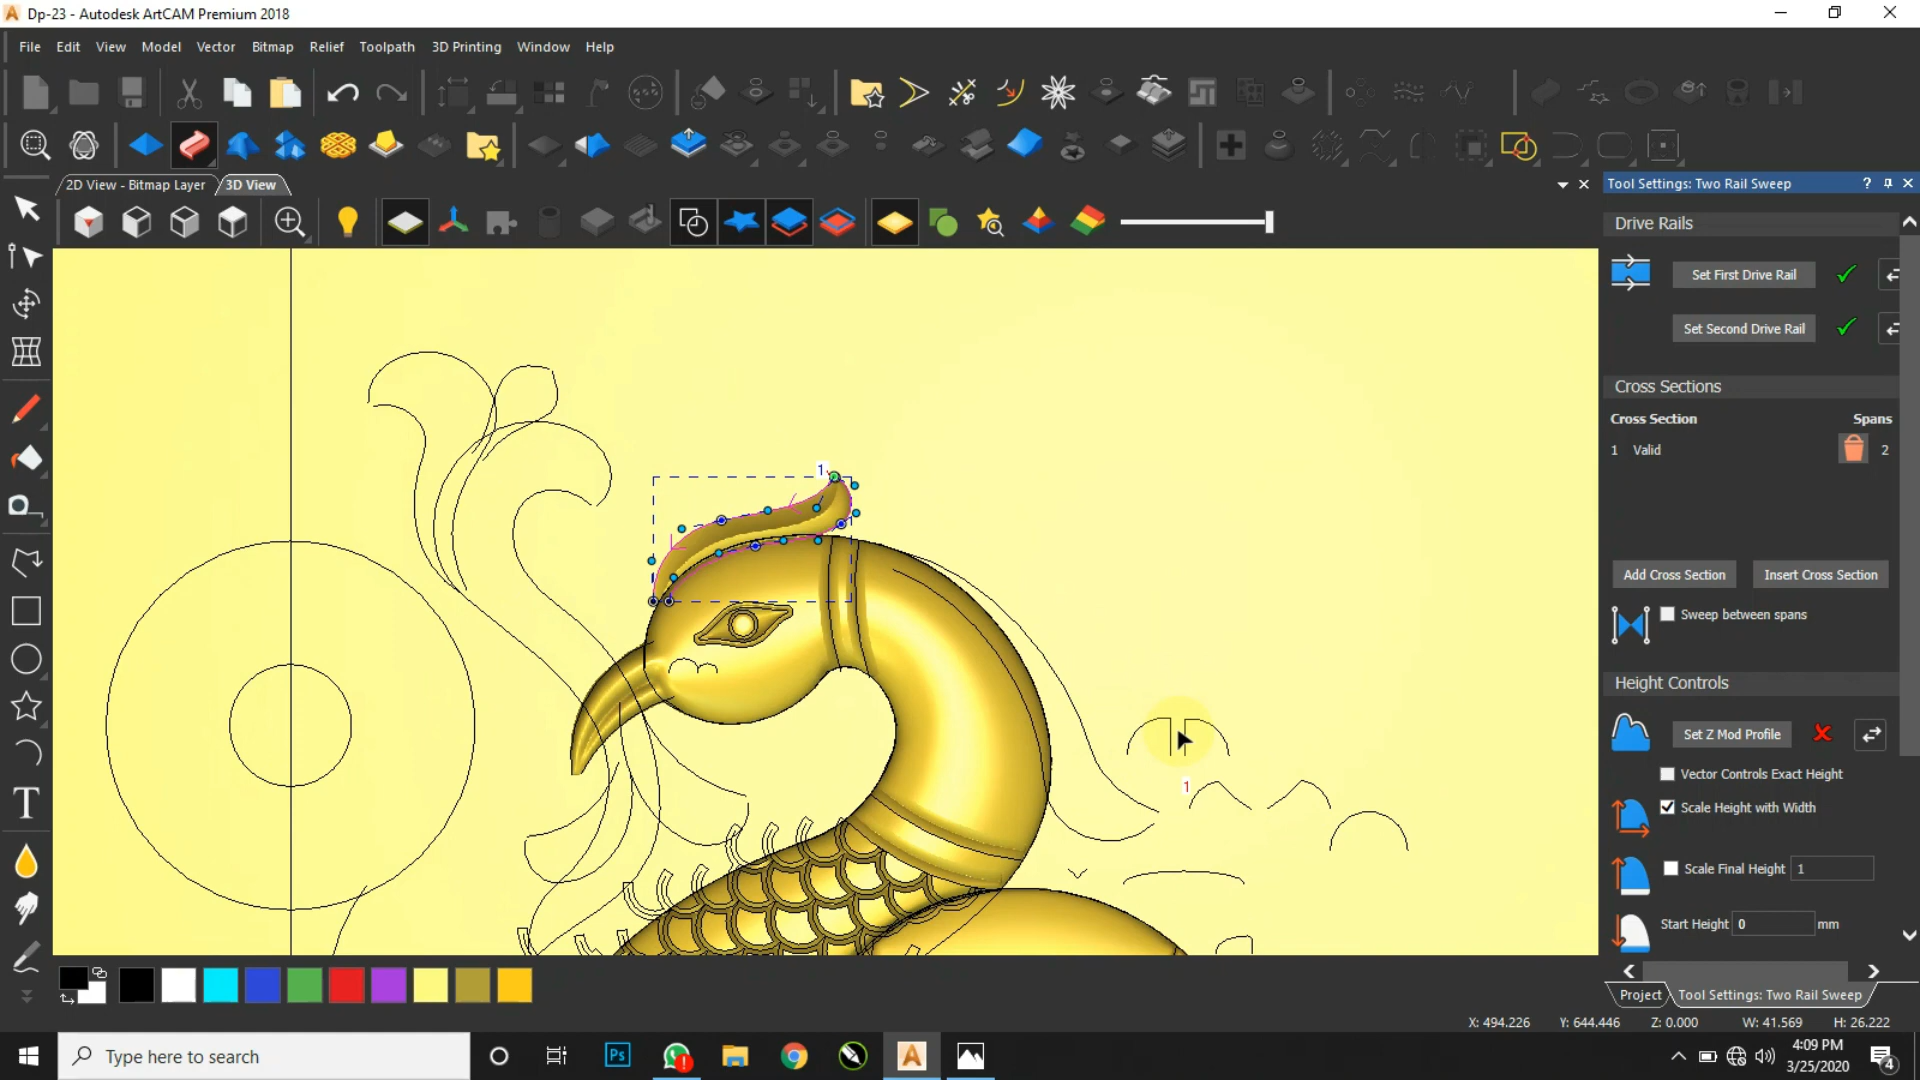 Dp-23 - Autodesk ArtCAM Premium 2018
File Edit View Model Vector Bitmap Relief Toolpath 3D Printing Window Help
2D View - Bitmap Layer 3D View
Tool Settings: Two Rail Sweep
Drive Rails
Set First Drive Rail
Set Second Drive Rail
Cross Sections
Cross Section Spans
1 Valid 2
Add Cross Section Insert Cross Section
Sweep between spans
Height Controls
Set Z Mod Profile
Vector Controls Exact Height
Scale Height with Width
Scale Final Height 1
Start Height 0 mm
1
1
Project Tool Settings: Two Rail Sweep
X: 494.226 Y: 644.446 Z: 0.000 W: 41.569 H: 26.222
Type here to search
Ps
4:09 PM
3/25/2020
4